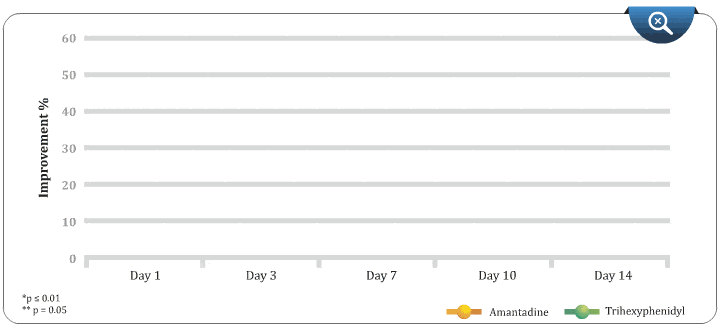 60
50
40
30
20
10
0
Improvement %
Day 1 Day 3 Day 7 Day 10 Day 14
*p ≤ 0.01
** p = 0.05
Amantadine Trihexyphenidyl